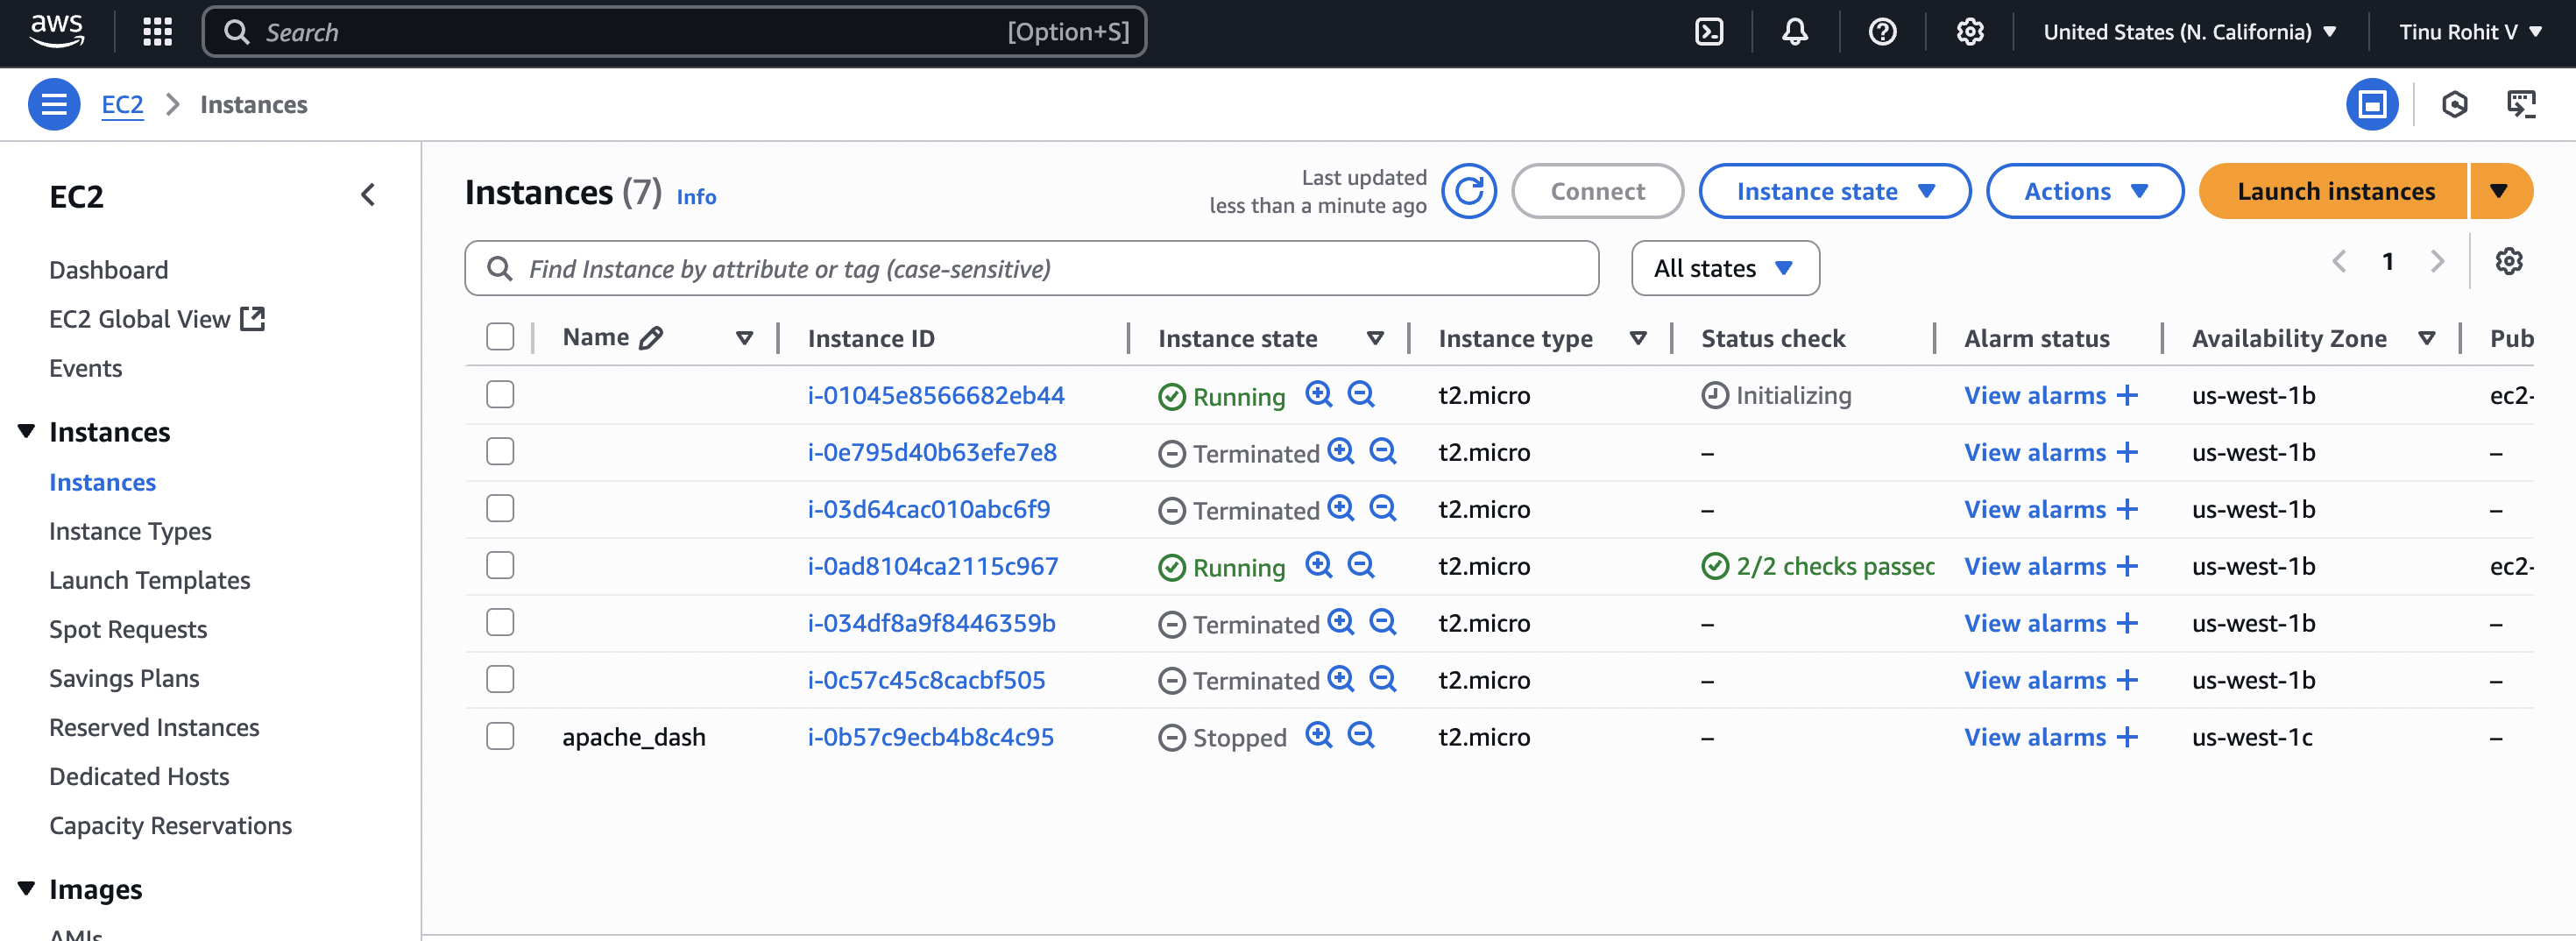 aws
Search [Option+S] United States (N. California) Tinu Rohit V
EC2 Instances
EC2
Dashboard
EC2 Global View
Events
Instances
Instances
Instance Types
Launch Templates
Spot Requests
Savings Plans
Reserved Instances
Dedicated Hosts
Capacity Reservations
Images
AMIs
Instances (7) Info
Last updated
less than a minute ago
Connect Instance state Actions Launch instances
Find Instance by attribute or tag (case-sensitive) All states 1
Name Instance ID Instance state Instance type Status check Alarm status Availability Zone Pub
i-01045e8566682eb44 Running t2.micro Initializing View alarms + us-west-1b ec2-
i-0e795d40b63efe7e8 Terminated t2.micro – View alarms + us-west-1b –
i-03d64cac010abc6f9 Terminated t2.micro – View alarms + us-west-1b –
i-0ad8104ca2115c967 Running t2.micro 2/2 checks passec View alarms + us-west-1b ec2-
i-034df8a9f8446359b Terminated t2.micro – View alarms + us-west-1b –
i-0c57c45c8cacbf505 Terminated t2.micro – View alarms + us-west-1b –
apache_dash i-0b57c9ecb4b8c4c95 Stopped t2.micro – View alarms + us-west-1c –